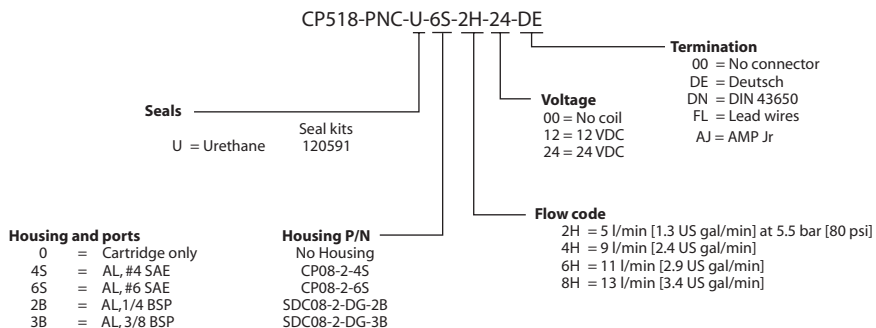 CP518-PNC-U-6S-2H-24-DE
Termination
00 = No connector
DE = Deutsch
DN = DIN 43650
FL = Lead wires
AJ = AMP Jr
Voltage
00 = No coil
12 = 12 VDC
24 = 24 VDC
Seals
Seal kits
U = Urethane 120591
Flow code
2H = 5 l/min [1.3 US gal/min] at 5.5 bar [80 psi]
4H = 9 l/min [2.4 US gal/min]
6H = 11 l/min [2.9 US gal/min]
8H = 13 l/min [3.4 US gal/min]
Housing and ports Housing P/N
0 = Cartridge only No Housing
4S = AL, #4 SAE CP08-2-4S
6S = AL, #6 SAE CP08-2-6S
2B = AL,1/4 BSP SDC08-2-DG-2B
3B = AL, 3/8 BSP SDC08-2-DG-3B